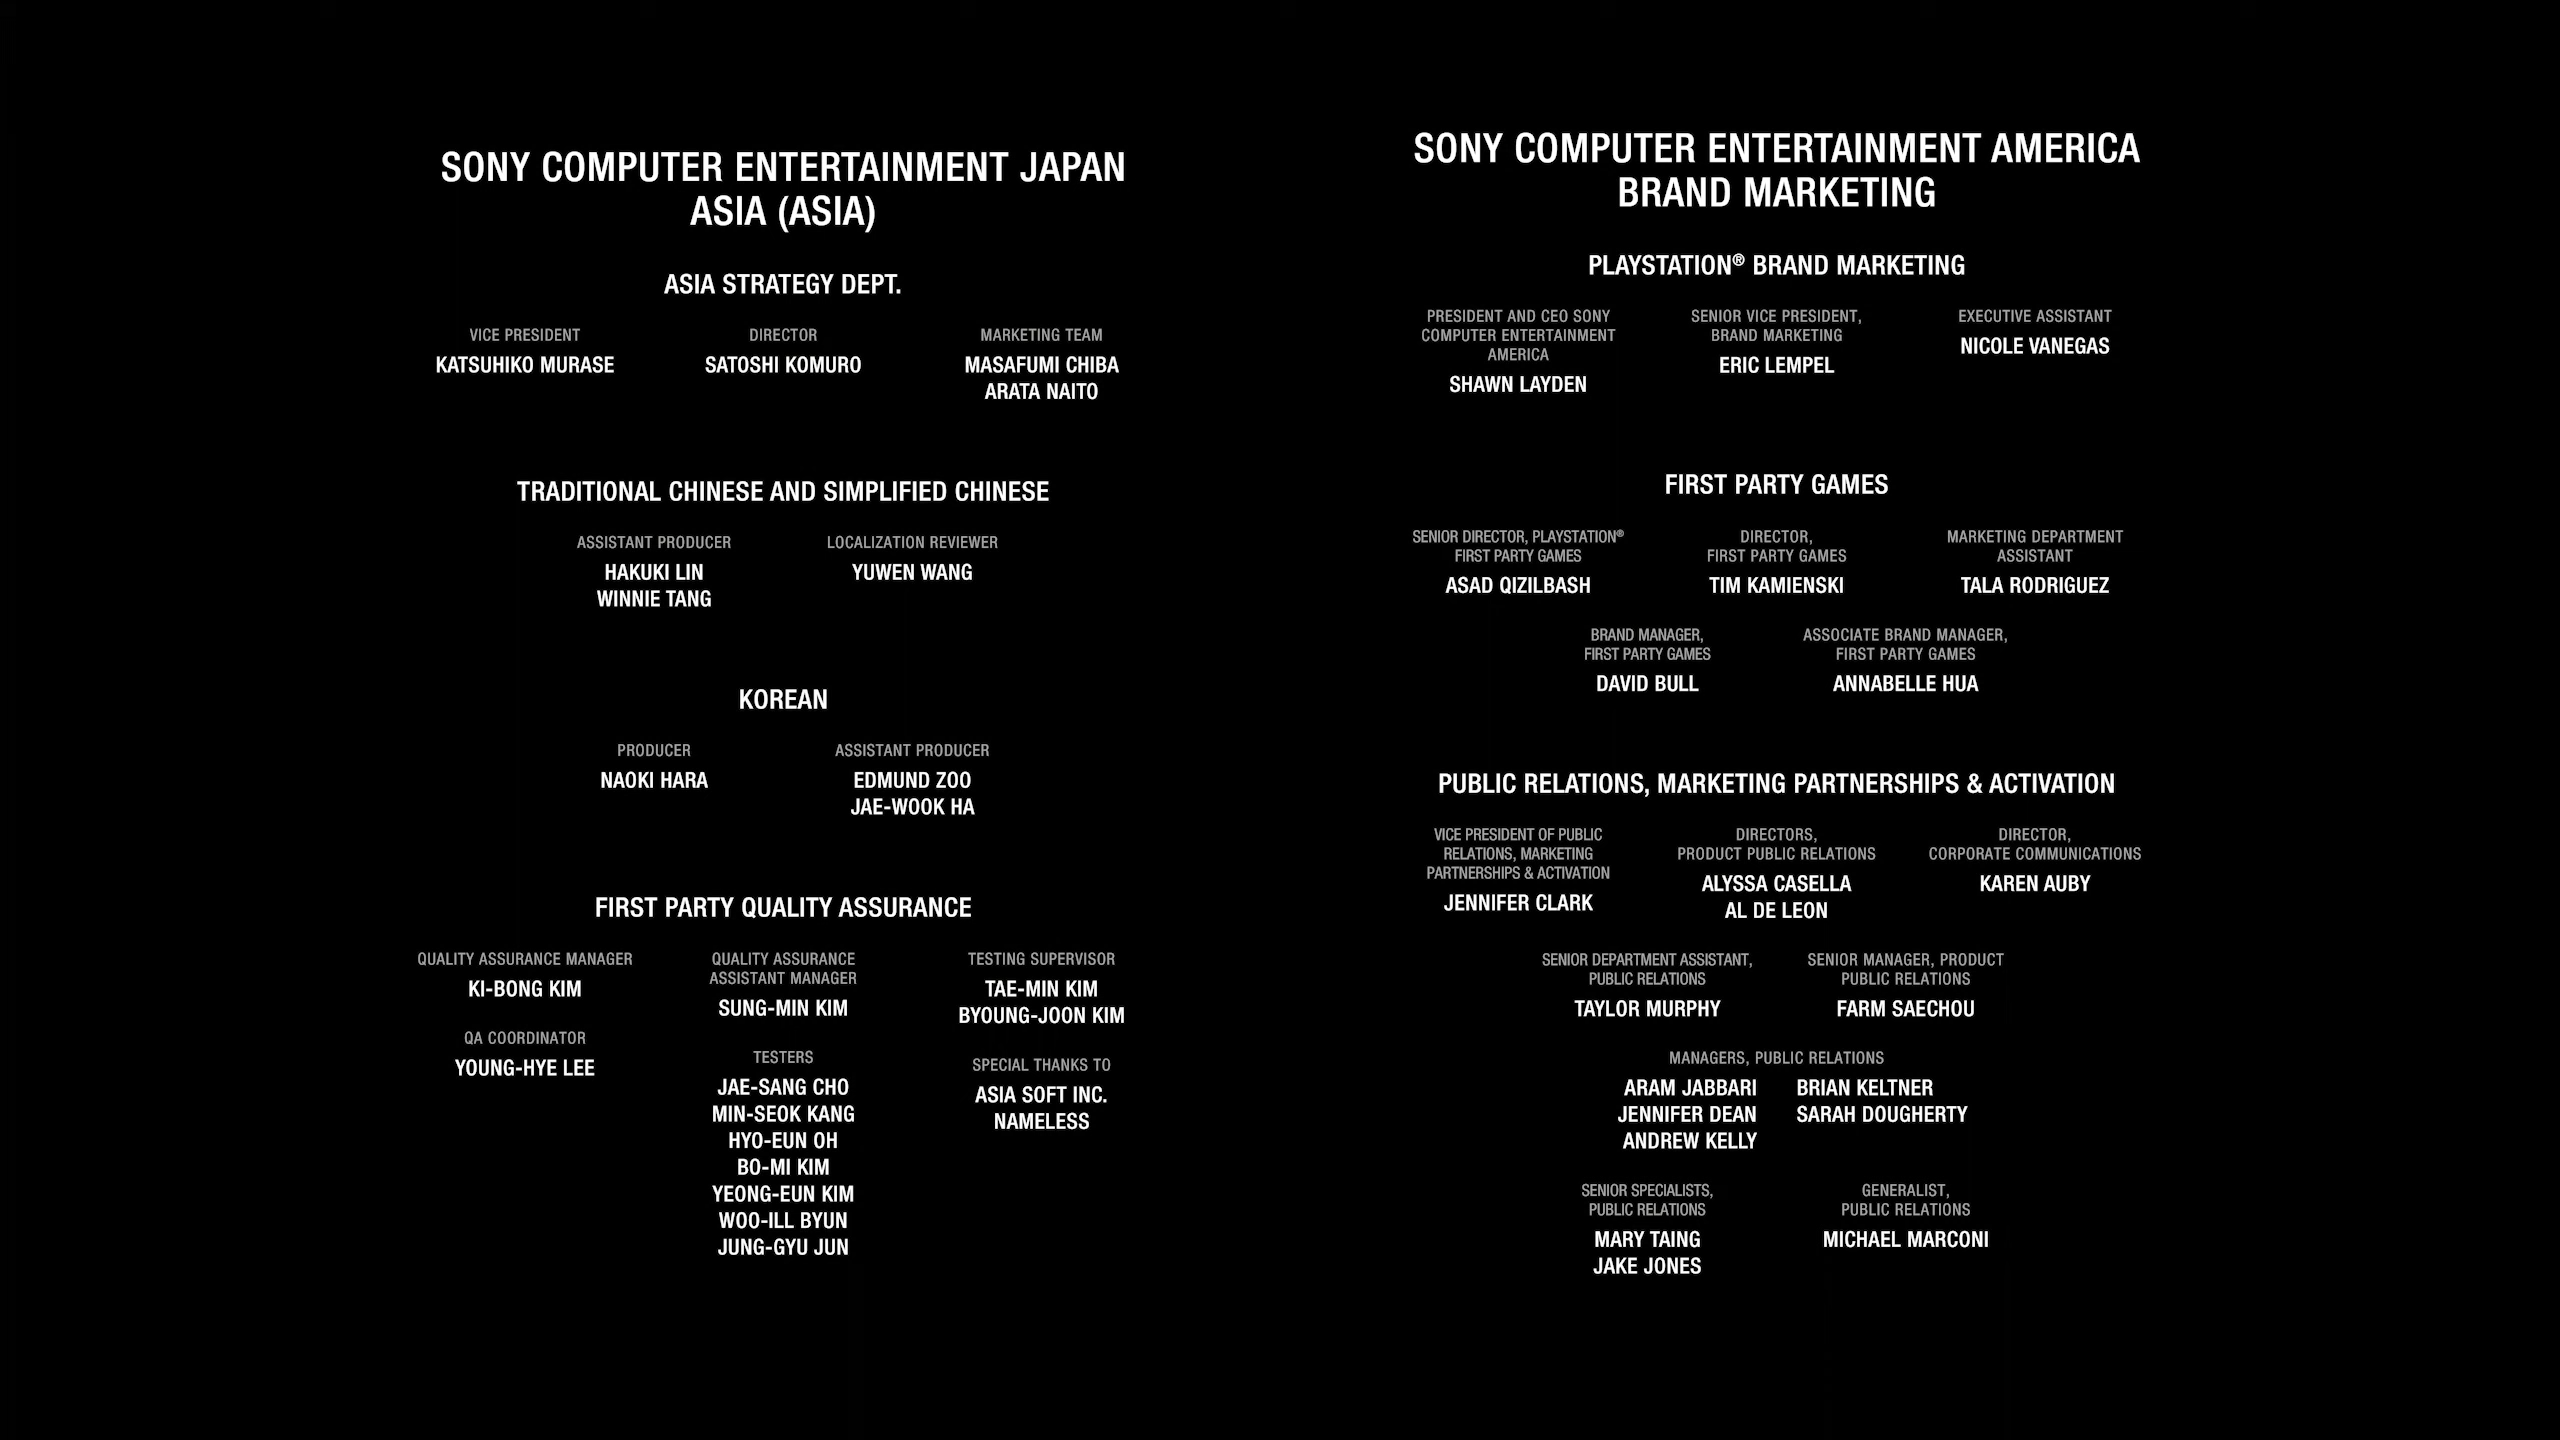 SONY COMPUTER ENTERTAINMENT JAPAN
ASIA (ASIA)
ASIA STRATEGY DEPT.
VICE PRESIDENT
KATSUHIKO MURASE
DIRECTOR
SATOSHI KOMURO
MARKETING TEAM
MASAFUMI CHIBA
ARATA NAITO
TRADITIONAL CHINESE AND SIMPLIFIED CHINESE
ASSISTANT PRODUCER
HAKUKI LIN
WINNIE TANG
LOCALIZATION REVIEWER
YUWEN WANG
KOREAN
PRODUCER
NAOKI HARA
ASSISTANT PRODUCER
EDMUND ZOO
JAE-WOOK HA
FIRST PARTY QUALITY ASSURANCE
QUALITY ASSURANCE MANAGER
KI-BONG KIM
QA COORDINATOR
YOUNG-HYE LEE
QUALITY ASSURANCE
ASSISTANT MANAGER
SUNG-MIN KIM
TESTERS
JAE-SANG CHO
MIN-SEOK KANG
HYO-EUN OH
BO-MI KIM
YEONG-EUN KIM
WOO-ILL BYUN
JUNG-GYU JUN
TESTING SUPERVISOR
TAE-MIN KIM
BYOUNG-JOON KIM
SPECIAL THANKS TO
ASIA SOFT INC.
NAMELESS
SONY COMPUTER ENTERTAINMENT AMERICA
BRAND MARKETING
PLAYSTATION® BRAND MARKETING
PRESIDENT AND CEO SONY
COMPUTER ENTERTAINMENT
AMERICA
SHAWN LAYDEN
SENIOR VICE PRESIDENT,
BRAND MARKETING
ERIC LEMPEL
EXECUTIVE ASSISTANT
NICOLE VANEGAS
FIRST PARTY GAMES
SENIOR DIRECTOR, PLAYSTATION®
FIRST PARTY GAMES
ASAD QIZILBASH
DIRECTOR,
FIRST PARTY GAMES
TIM KAMIENSKI
MARKETING DEPARTMENT
ASSISTANT
TALA RODRIGUEZ
BRAND MANAGER,
FIRST PARTY GAMES
DAVID BULL
ASSOCIATE BRAND MANAGER,
FIRST PARTY GAMES
ANNABELLE HUA
PUBLIC RELATIONS, MARKETING PARTNERSHIPS & ACTIVATION
VICE PRESIDENT OF PUBLIC
RELATIONS, MARKETING
PARTNERSHIPS & ACTIVATION
JENNIFER CLARK
DIRECTORS,
PRODUCT PUBLIC RELATIONS
ALYSSA CASELLA
AL DE LEON
DIRECTOR,
CORPORATE COMMUNICATIONS
KAREN AUBY
SENIOR DEPARTMENT ASSISTANT,
PUBLIC RELATIONS
TAYLOR MURPHY
SENIOR MANAGER, PRODUCT
PUBLIC RELATIONS
FARM SAECHOU
MANAGERS, PUBLIC RELATIONS
ARAM JABBARI
JENNIFER DEAN
ANDREW KELLY
BRIAN KELTNER
SARAH DOUGHERTY
SENIOR SPECIALISTS,
PUBLIC RELATIONS
MARY TAING
JAKE JONES
GENERALIST,
PUBLIC RELATIONS
MICHAEL MARCONI